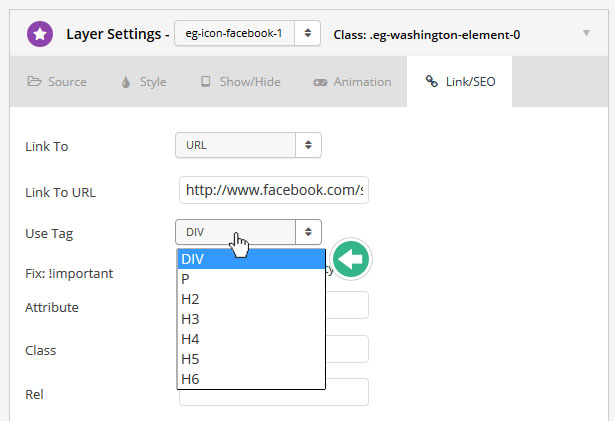 Layer Settings - eg-icon-facebook-1 Class: .eg-washington-element-0
Source Style Show/Hide Animation Link/SEO
Link To URL
Link To URL http://www.facebook.com/s
Use Tag DIV
DIV
Fix: !important
P
H2
Attribute
H3
H4
Class
H5
H6
Rel